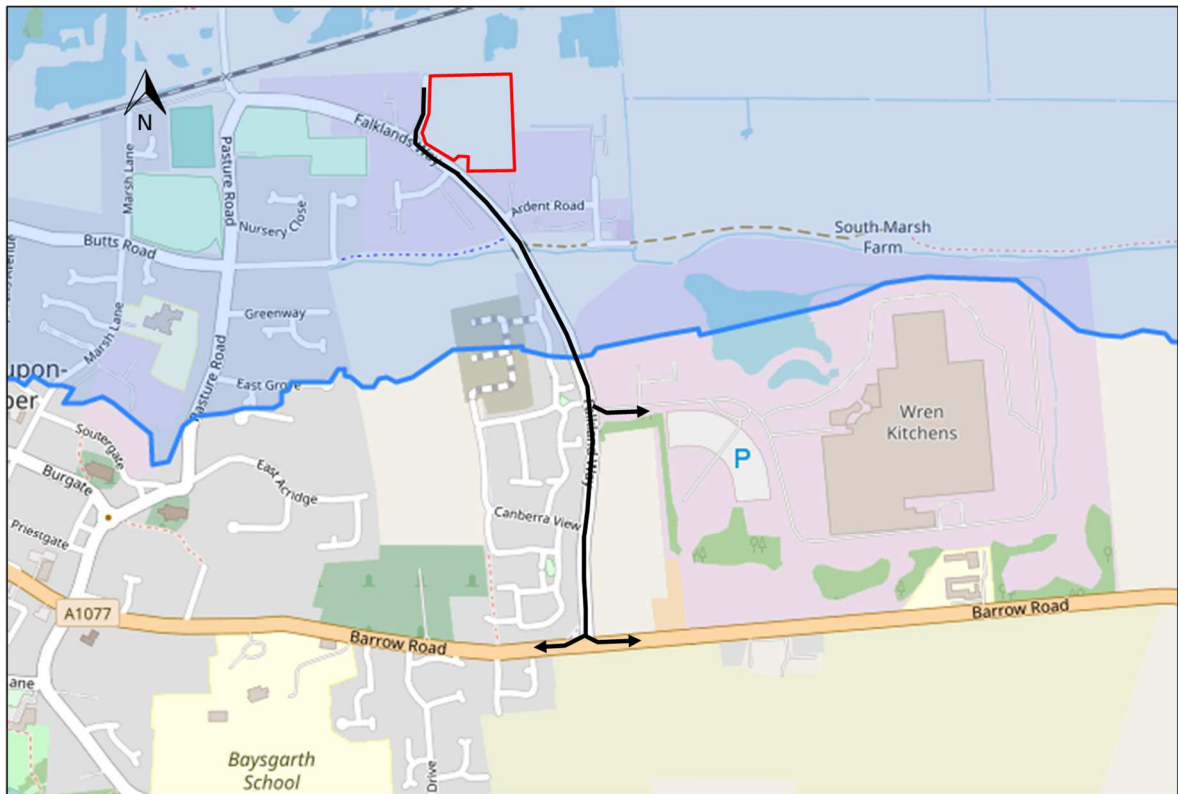 N
Marsh Lane
Pasture Road
Falklands Way
Nursery Close
Ardent Road
Butts Road
South Marsh
Farm
Greenway
Marsh Lane
Pasture Road
East Grove
upon-
Wren
Kitchens
P
Soutergate
Burgate
East Acridge
Priestgate
Canberra View
A1077
Barrow Road
Barrow Road
Baysgarth
School
Drive